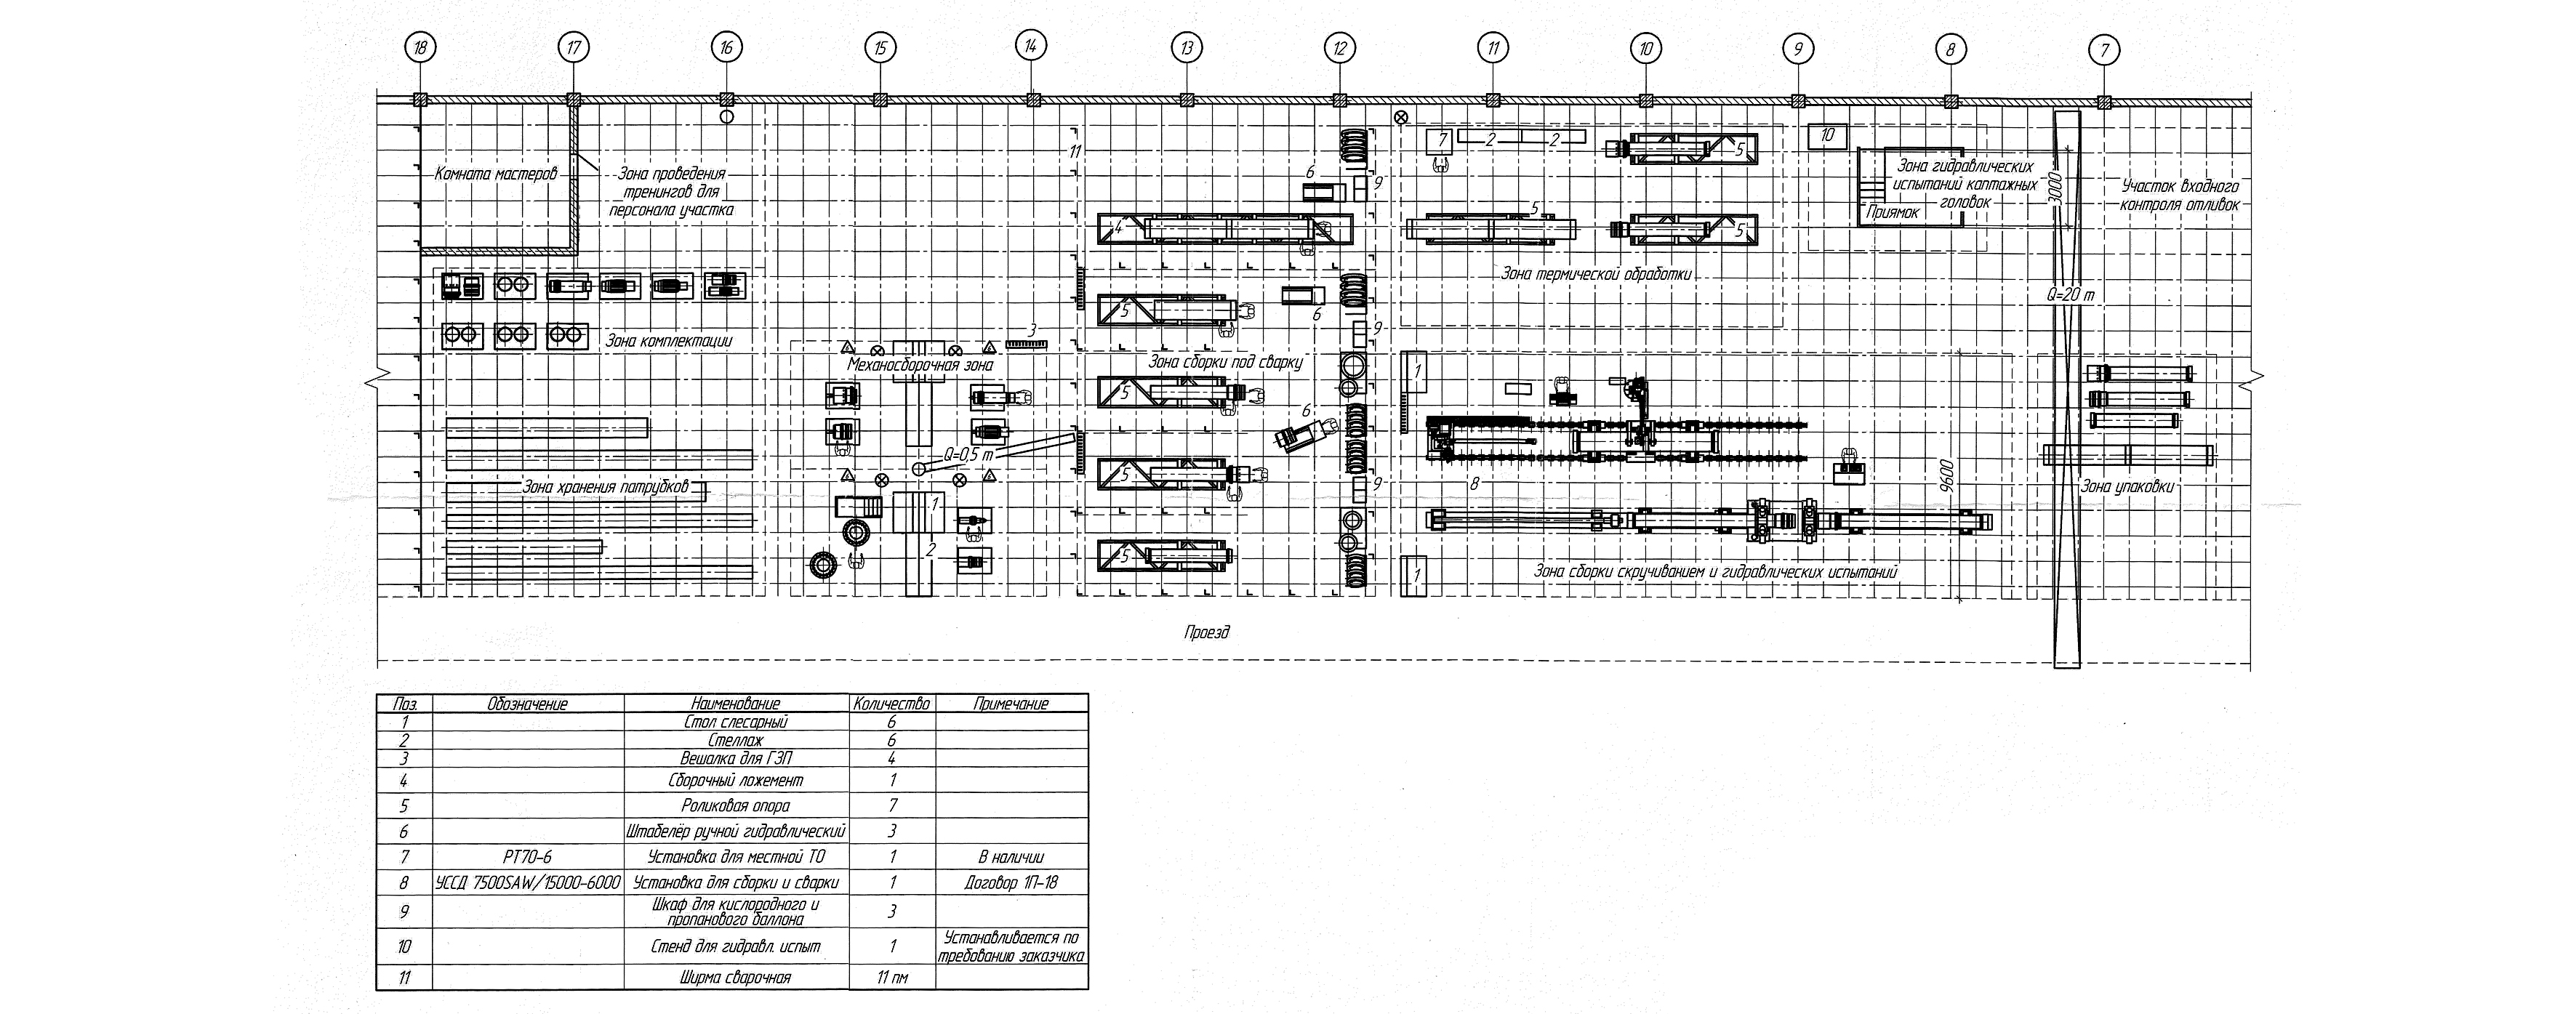 18 17 16 15 14 13 12 11 10 9 8 7
Комната мастеров
Зона проведения
тренингов для
персонала участка
11
6
9
7
2
2
5
10
Зона гидравлических
испытаний каптажных
головок
Приямок
3000
Участок входного
контроля отливок
4
5
5
Зона термической обработки
Q=20 т
Зона комплектации
3
5
6
9
Механосборочная зона
Зона сборки под сварку
1
5
6
Q=0,5 т
Зона хранения патрубков
1
2
5
9
8
9600
Зона упаковки
5
1
Зона сборки скручиванием и гидравлических испытаний
Проезд
Поз. Обозначение Наименование Количество Примечание
1 Стол слесарный 6
2 Стеллаж 6
3 Вешалка для ГЗП 4
4 Сборочный ложемент 1
5 Роликовая опора 7
6 Штабелёр ручной гидравлический 3
7 РТ70-6 Установка для местной ТО 1 В наличии
8 УССД 7500SAW/15000-6000 Установка для сборки и сварки 1 Договор 1П-18
9 Шкаф для кислородного и
пропанового баллона 3
10 Стенд для гидравл. испыт 1 Устанавливается по
требованию заказчика
11 Ширма сварочная 11 пм